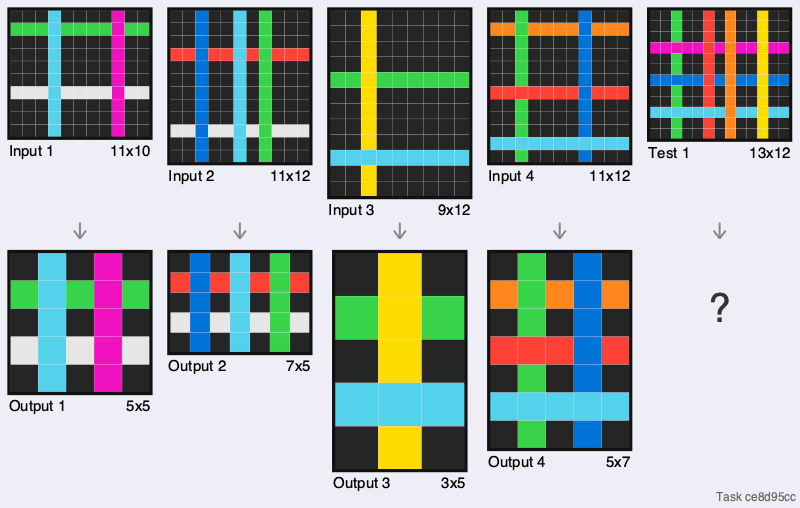 Input 1 11x10
Input 2 11x12
Input 3 9x12
Input 4 11x12
Test 1 13x12
?
Output 1 5x5
Output 2 7x5
Output 3 3x5
Output 4 5x7
Task ce8d95cc